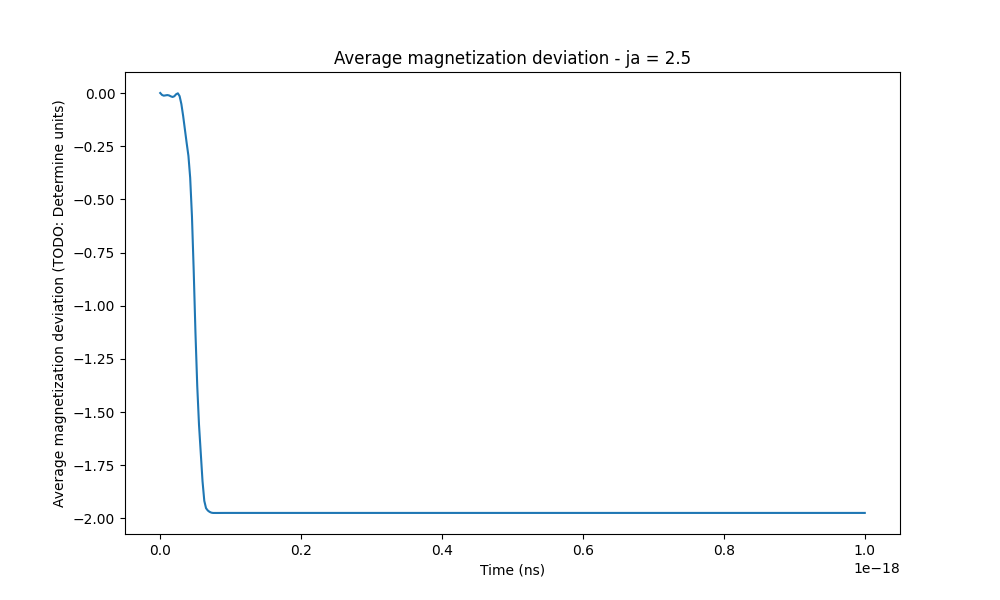 Average magnetization deviation - ja = 2.5
Average magnetization deviation (TODO: Determine units)
0.00
−0.25
−0.50
−0.75
−1.00
−1.25
−1.50
−1.75
−2.00
0.0 0.2 0.4 0.6 0.8 1.0
1e−18
Time (ns)